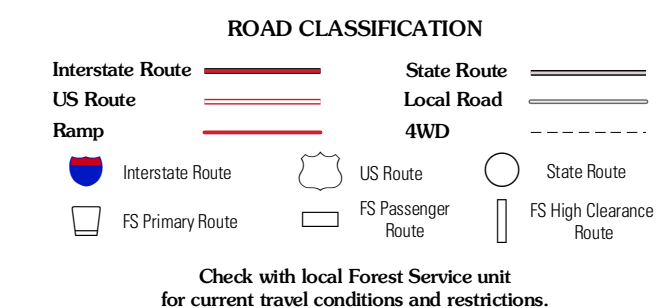 ROAD CLASSIFICATION
Interstate Route
State Route
US Route
Local Road
Ramp
4WD
Interstate Route
US Route
State Route
FS Primary Route
FS Passenger
Route
FS High Clearance
Route
Check with local Forest Service unit
for current travel conditions and restrictions.